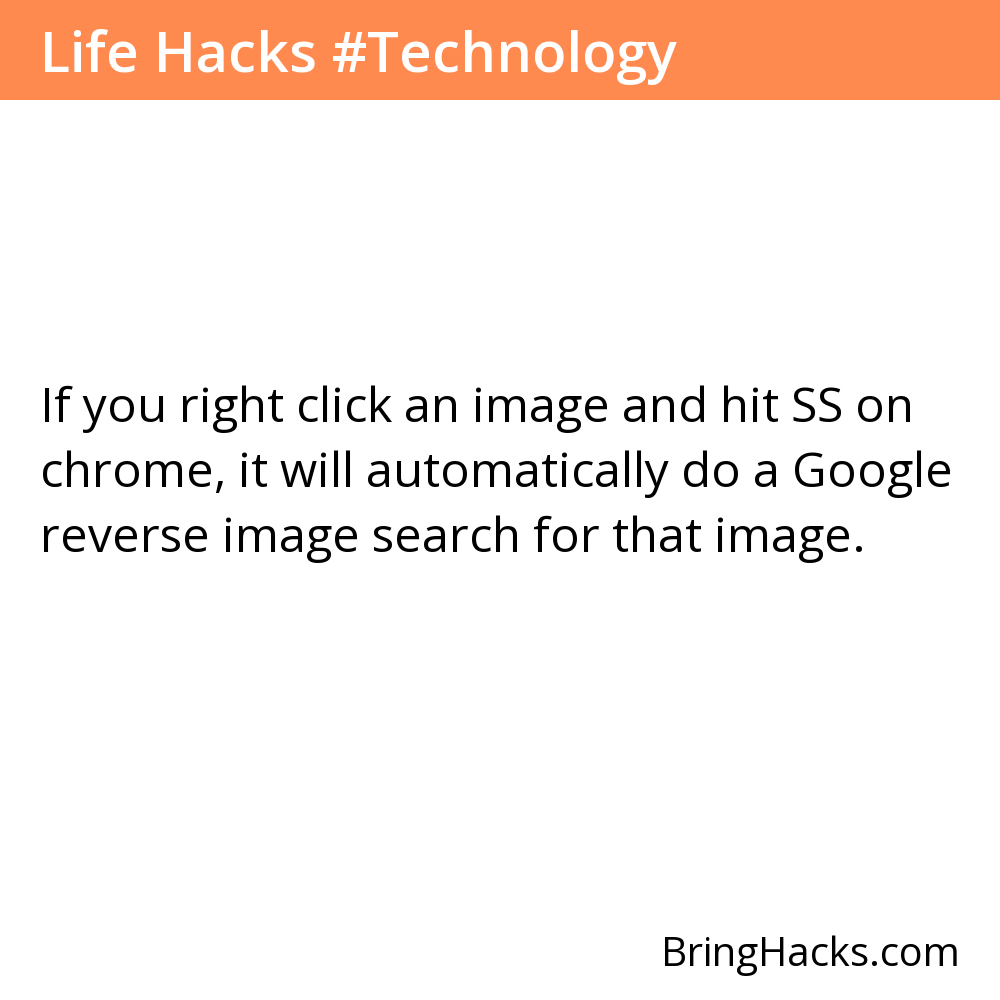 Life Hacks #Technology
If you right click an image and hit SS on
chrome, it will automatically do a Google
reverse image search for that image.
BringHacks.com